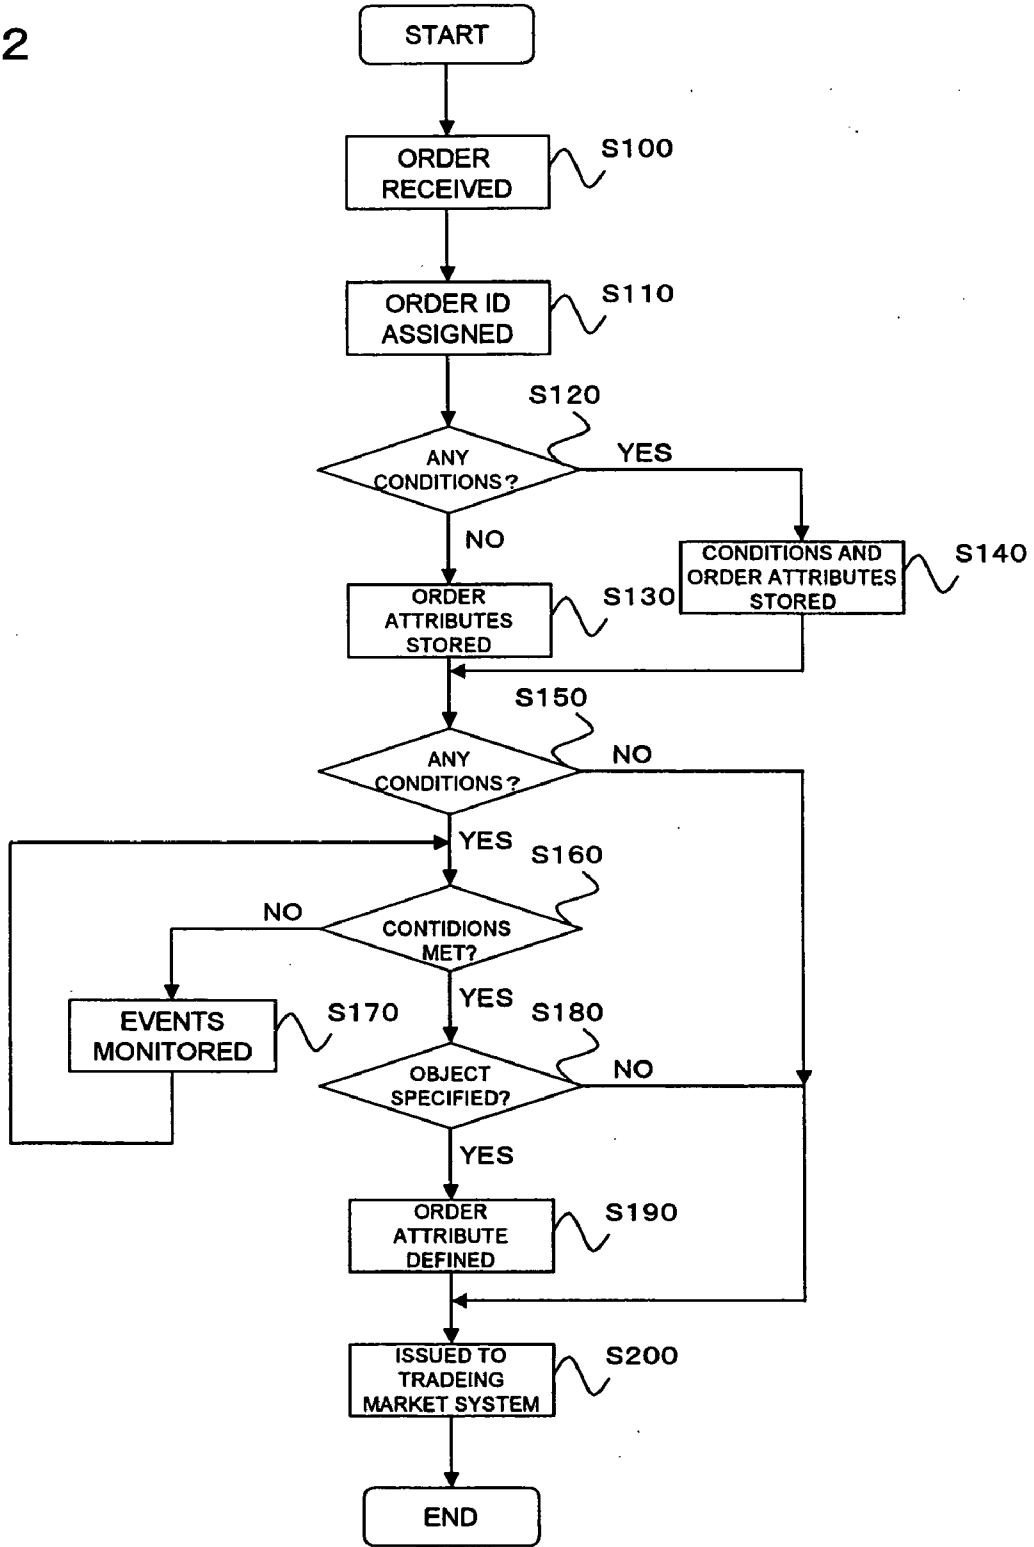 2
START
ORDER
RECEIVED
S100
ORDER ID
ASSIGNED
S110
S120
ANY
CONDITIONS?
YES
NO
CONDITIONS AND
ORDER ATTRIBUTES
STORED
S140
ORDER
ATTRIBUTES
STORED
S130
S150
ANY
CONDITIONS?
NO
YES
S160
CONTIDIONS
MET?
NO
YES
EVENTS
MONITORED
S170
S180
OBJECT
SPECIFIED?
NO
YES
ORDER
ATTRIBUTE
DEFINED
S190
ISSUED TO
TRADEING
MARKET SYSTEM
S200
END